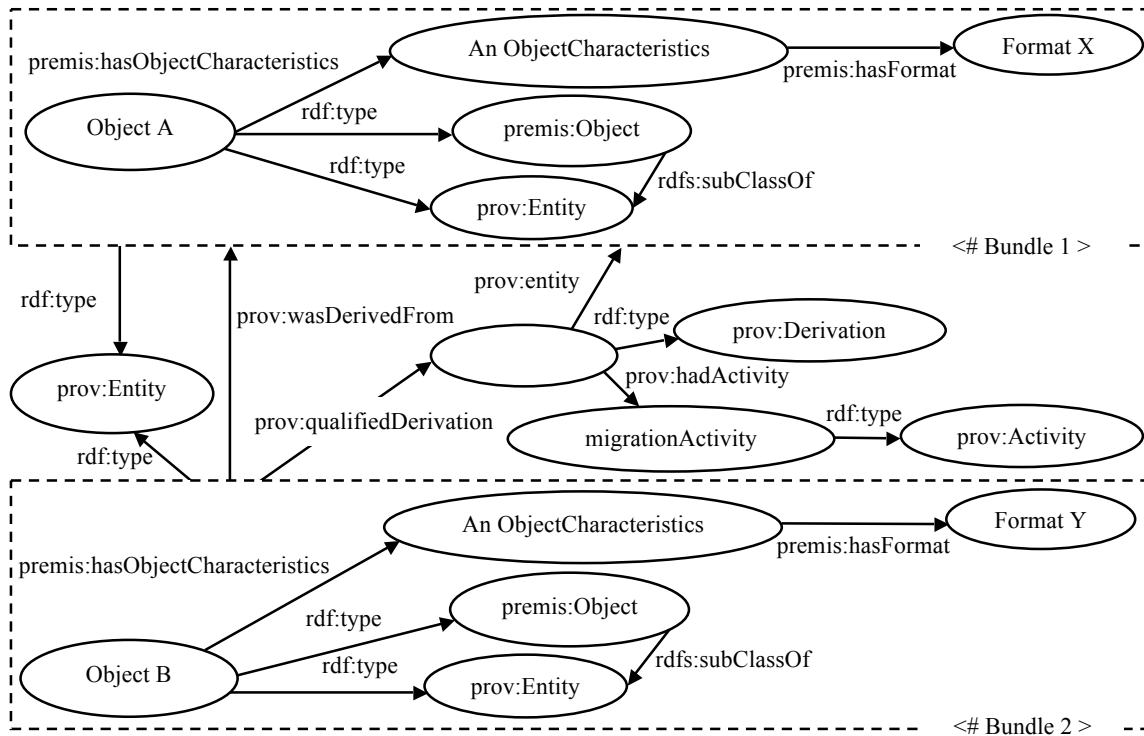 An ObjectCharacteristics
Format X
premis:hasObjectCharacteristics
premis:hasFormat
rdf:type
Object A
premis:Object
rdf:type
rdfs:subClassOf
prov:Entity
<# Bundle 1 >
prov:entity
rdf:type
prov:wasDerivedFrom
rdf:type
prov:Derivation
prov:hadActivity
prov:Entity
prov:qualifiedDerivation
rdf:type
migrationActivity
prov:Activity
rdf:type
An ObjectCharacteristics
Format Y
premis:hasFormat
premis:hasObjectCharacteristics
premis:Object
rdf:type
rdfs:subClassOf
rdf:type
Object B
prov:Entity
<# Bundle 2 >